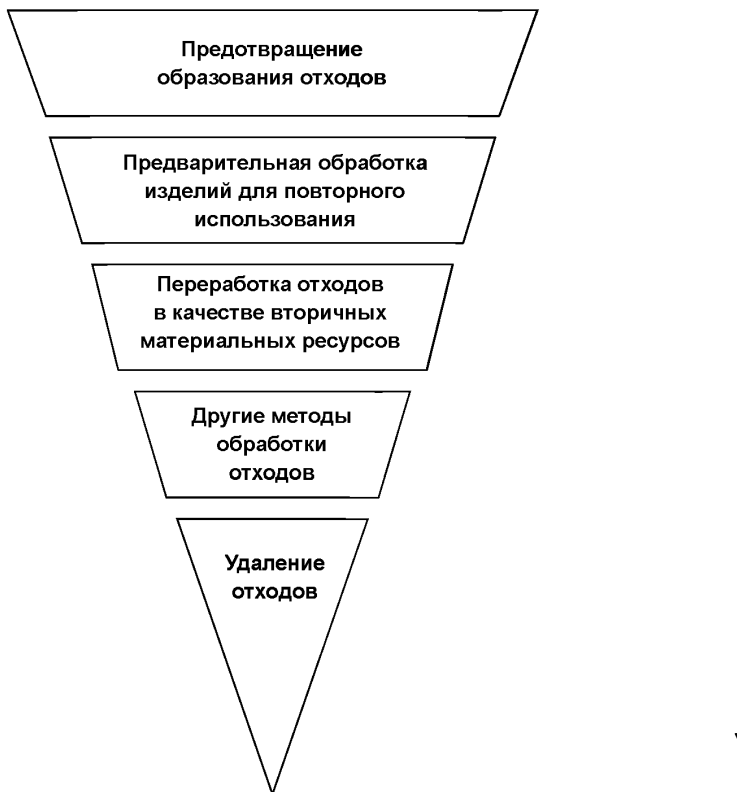 Предотвращение
образования отходов
Предварительная обработка
изделий для повторного
использования
Переработка отходов
в качестве вторичных
материальных ресурсов
Другие методы
обработки
отходов
Удаление
отходов